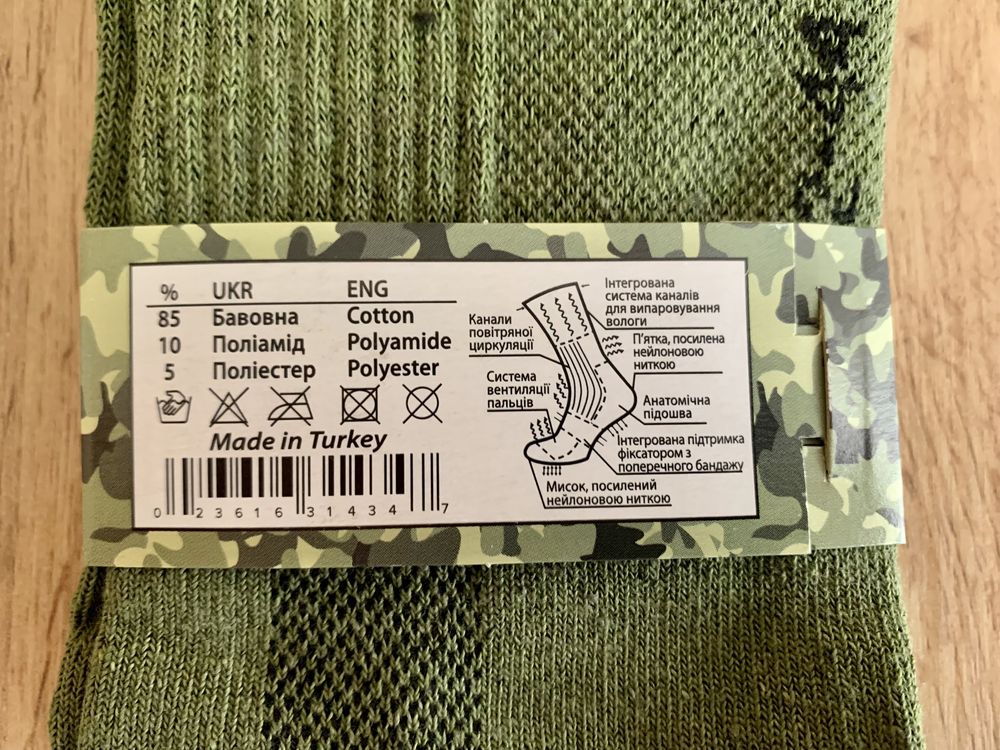 % UKR ENG
85 Бавовна Cotton
10 Поліамід Polyamide
5 Поліестер Polyester
Made in Turkey
0 23616 31434 7
Канали
повітряної
циркуляції
Система
вентиляції
пальців
Інтегрована
система каналів
для випаровування
вологи
П'ятка, посилена
нейлоновою
ниткою
Анатомічна
підошва
Інтегрована підтримка
фіксатором з
поперечного бандажу
Мисок, посилений
нейлоновою ниткою